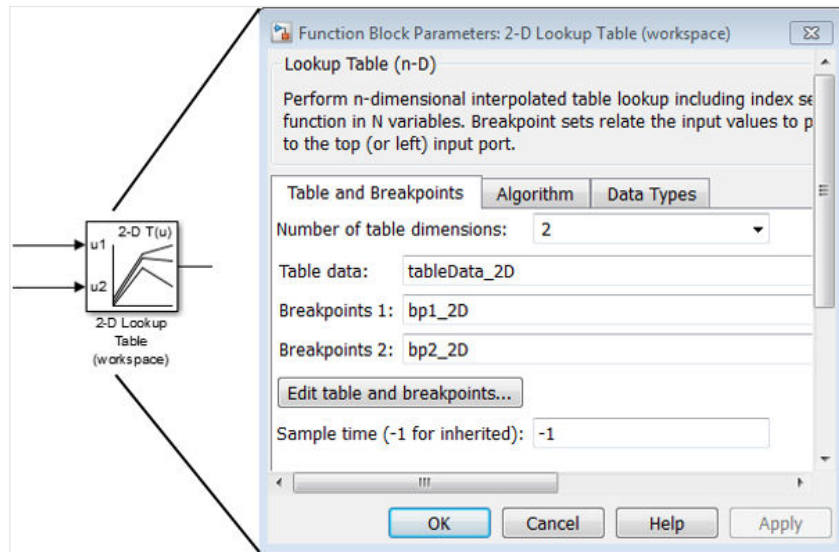 Function Block Parameters: 2-D Lookup Table (workspace)
Lookup Table (n-D)
Perform n-dimensional interpolated table lookup including index se
function in N variables. Breakpoint sets relate the input values to p
to the top (or left) input port.
Table and Breakpoints Algorithm Data Types
Number of table dimensions: 2
Table data: tableData_2D
Breakpoints 1: bp1_2D
Breakpoints 2: bp2_2D
Edit table and breakpoints...
Sample time (-1 for inherited): -1
OK Cancel Help Apply
2-D T(u)
u1
u2
2-D Lookup
Table
(workspace)